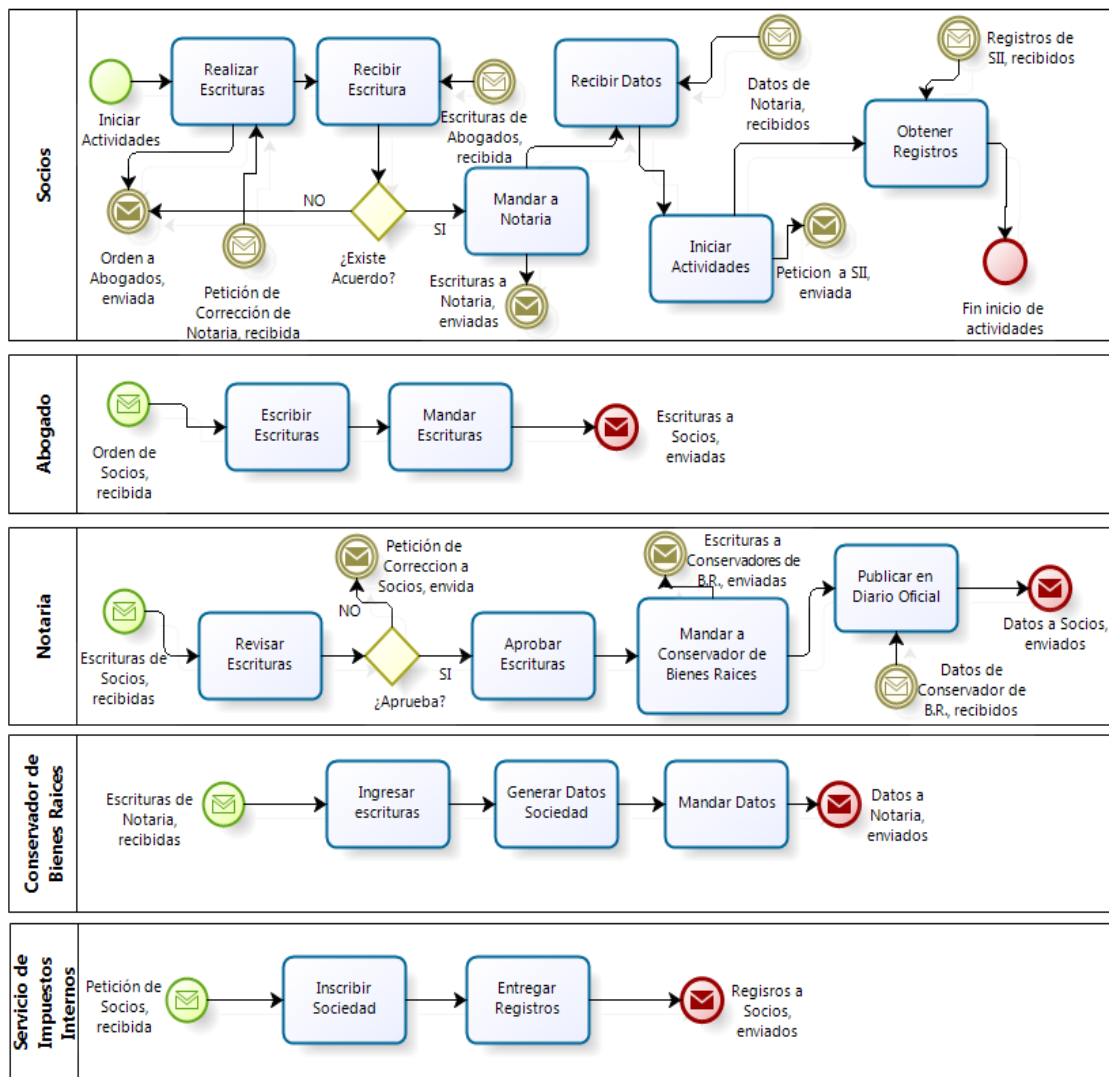 Socios
Iniciar
Actividades
Realizar
Escrituras
Recibir
Escritura
Escrituras de
Abogados,
recibida
Recibir Datos
Datos de
Notaria,
recibidos
Registros de
SII, recibidos
Obtener
Registros
NO
SI
¿Existe
Acuerdo?
Mandar a
Notaria
Orden a
Abogados,
enviada
Petición de
Corrección de
Notaria, recibida
Escrituras a
Notaria,
enviadas
Iniciar
Actividades
Peticion a SII,
enviada
Fin inicio de
actividades
Abogado
Orden de
Socios,
recibida
Escribir
Escrituras
Mandar
Escrituras
Escrituras a
Socios,
enviadas
Notaria
Escrituras de
Socios,
recibidas
Revisar
Escrituras
NO
Petición de
Correccion a
Socios, envida
¿Aprueba?
SI
Aprobar
Escrituras
Escrituras a
Conservadores de
B.R., enviadas
Mandar a
Conservador de
Bienes Raices
Publicar en
Diario Oficial
Datos de
Conservador de
B.R., recibidos
Datos a Socios,
enviados
Conservador de
Bienes Raices
Escrituras de
Notaria,
recibidas
Ingresar
escrituras
Generar Datos
Sociedad
Mandar Datos
Datos a
Notaria,
enviados
Servicio de
Impuestos
Internos
Petición de
Socios,
recibida
Inscribir
Sociedad
Entregar
Registros
Regisros a
Socios,
enviados